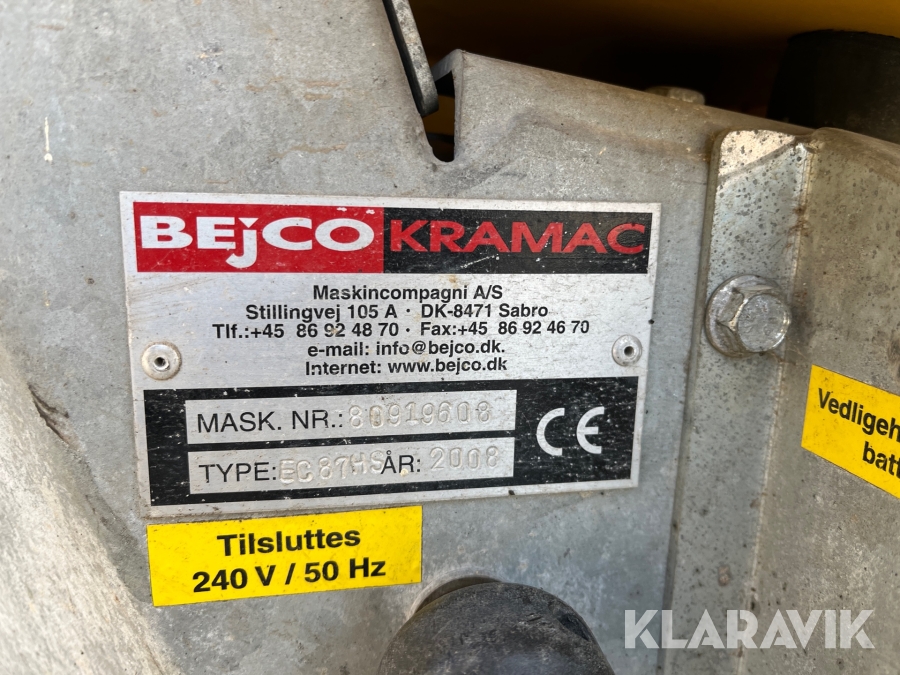 BEjCO KRAMAC
Maskincompagni A/S
Stillingvej 105 A · DK-8471 Sabro
Tlf.:+45 86 92 48 70 · Fax:+45 86 92 46 70
e-mail: info@bejco.dk.
Internet: www.bejco.dk
MASK. NR.: 80919608
TYPE: EC87HS ÅR: 2008
CE
Tilsluttes
240 V / 50 Hz
KLARAVIK